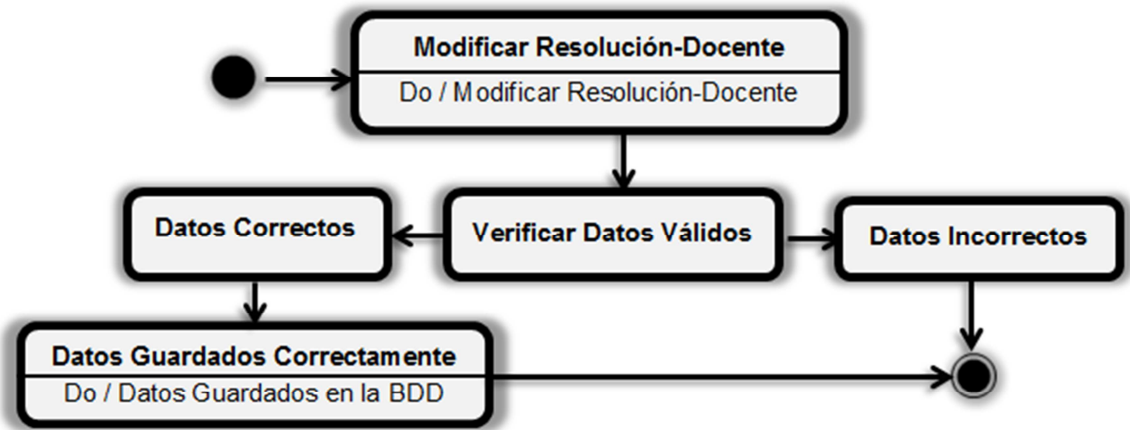 Modificar Resolución-Docente
Do / Modificar Resolución-Docente
Datos Correctos
Verificar Datos Válidos
Datos Incorrectos
Datos Guardados Correctamente
Do / Datos Guardados en la BDD